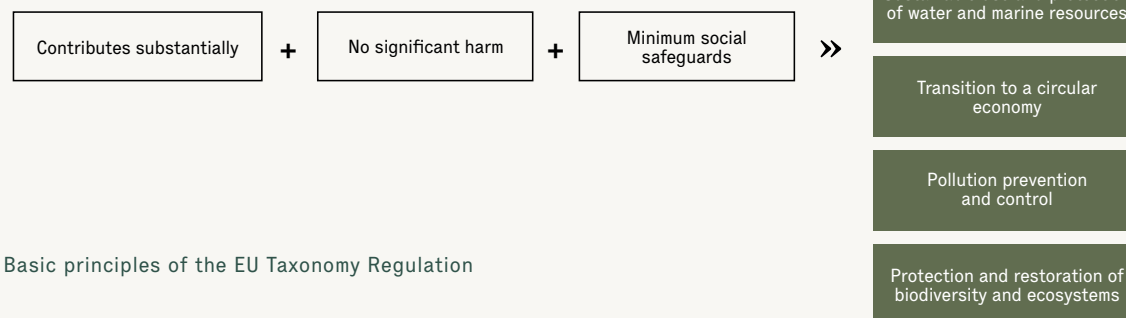 Contributes substantially
+
No significant harm
+
Minimum social
safeguards
»
of water and marine resources
Transition to a circular
economy
Pollution prevention
and control
Protection and restoration of
biodiversity and ecosystems
Basic principles of the EU Taxonomy Regulation